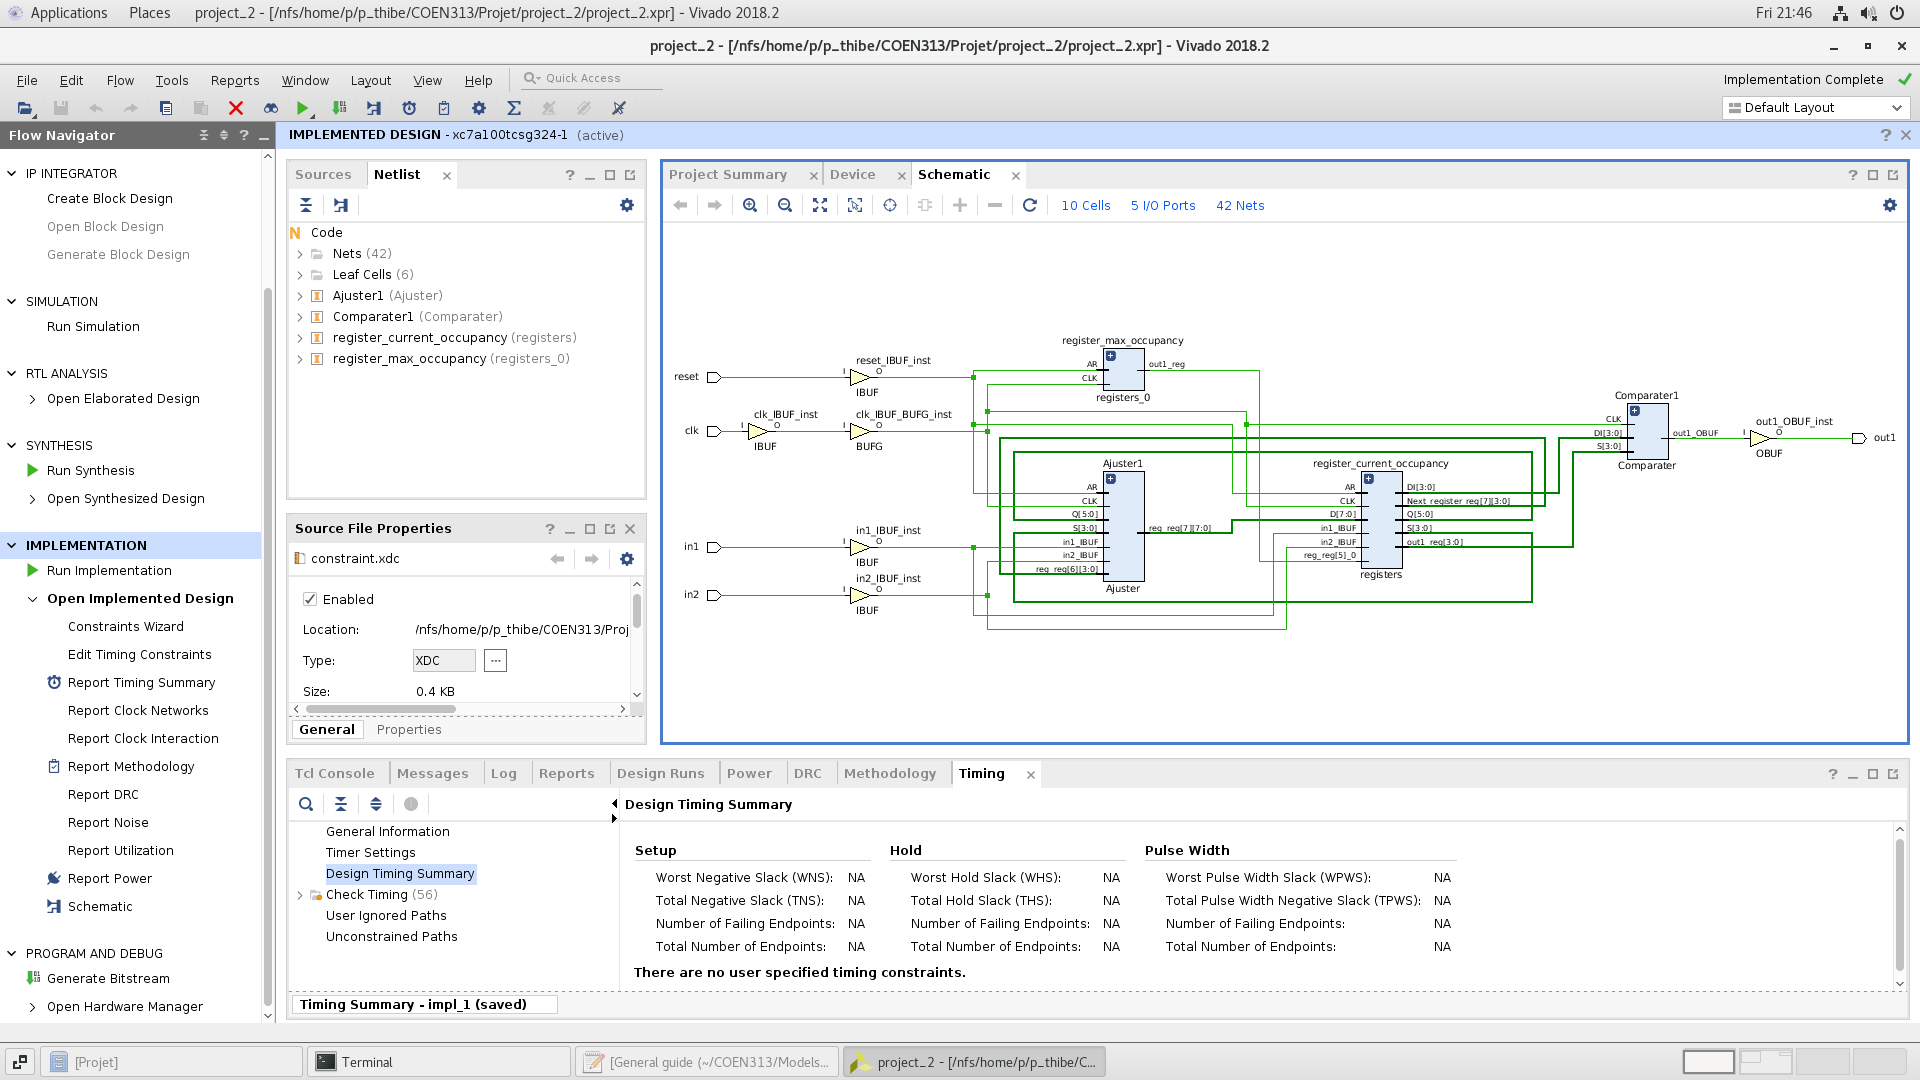 Applications Places project_2 - [/nfs/home/p/p_thibe/COEN313/Projet/project_2/project_2.xpr] - Vivado 2018.2 Fri 21:46
project_2 - [/nfs/home/p/p_thibe/COEN313/Projet/project_2/project_2.xpr] - Vivado 2018.2
File Edit Flow Tools Reports Window Layout View Help Quick Access Implementation Complete
Default Layout
Flow Navigator
IP INTEGRATOR
Create Block Design
Open Block Design
Generate Block Design
SIMULATION
Run Simulation
RTL ANALYSIS
Open Elaborated Design
SYNTHESIS
Run Synthesis
Open Synthesized Design
IMPLEMENTATION
Run Implementation
Open Implemented Design
Constraints Wizard
Edit Timing Constraints
Report Timing Summary
Report Clock Networks
Report Clock Interaction
Report Methodology
Report DRC
Report Noise
Report Utilization
Report Power
Schematic
PROGRAM AND DEBUG
Generate Bitstream
Open Hardware Manager
IMPLEMENTED DESIGN - xc7a100tcsg324-1 (active)
Sources Netlist
N Code
Nets (42)
Leaf Cells (6)
Ajuster1 (Ajuster)
Comparater1 (Comparater)
register_current_occupancy (registers)
register_max_occupancy (registers_0)
Source File Properties
constraint.xdc
Enabled
Location: /nfs/home/p/p_thibe/COEN313/Proj
Type: XDC ...
Size: 0.4 KB
General Properties
Project Summary Device Schematic
10 Cells 5 I/O Ports 42 Nets
register_max_occupancy
AR
CLK
out1_reg
registers_0
reset
reset_IBUF_inst
I O
IBUF
clk
clk_IBUF_inst
I O
IBUF
clk_IBUF_BUFG_inst
I O
BUFG
Ajuster1
AR
CLK
Q[5:0]
S[3:0]
in1_IBUF
in2_IBUF
reg_reg[6][3:0]
reg_reg[7][7:0]
Ajuster
in1
in1_IBUF_inst
I O
IBUF
in2
in2_IBUF_inst
I O
IBUF
register_current_occupancy
AR
CLK
D[7:0]
in1_IBUF
in2_IBUF
reg_reg[5]_0
DI[3:0]
Next_register_reg[7][3:0]
Q[5:0]
S[3:0]
out1_reg[3:0]
registers
Comparater1
CLK
DI[3:0]
S[3:0]
out1_OBUF
Comparater
out1_OBUF_inst
I O
OBUF
out1
Tcl Console Messages Log Reports Design Runs Power DRC Methodology Timing
General Information
Timer Settings
Design Timing Summary
Check Timing (56)
User Ignored Paths
Unconstrained Paths
Design Timing Summary
Setup Hold Pulse Width
Worst Negative Slack (WNS): NA Worst Hold Slack (WHS): NA Worst Pulse Width Slack (WPWS): NA
Total Negative Slack (TNS): NA Total Hold Slack (THS): NA Total Pulse Width Negative Slack (TPWS): NA
Number of Failing Endpoints: NA Number of Failing Endpoints: NA Number of Failing Endpoints: NA
Total Number of Endpoints: NA Total Number of Endpoints: NA Total Number of Endpoints: NA
There are no user specified timing constraints.
Timing Summary - impl_1 (saved)
[Projet] Terminal [General guide (~/COEN313/Models... project_2 - [/nfs/home/p/p_thibe/C...